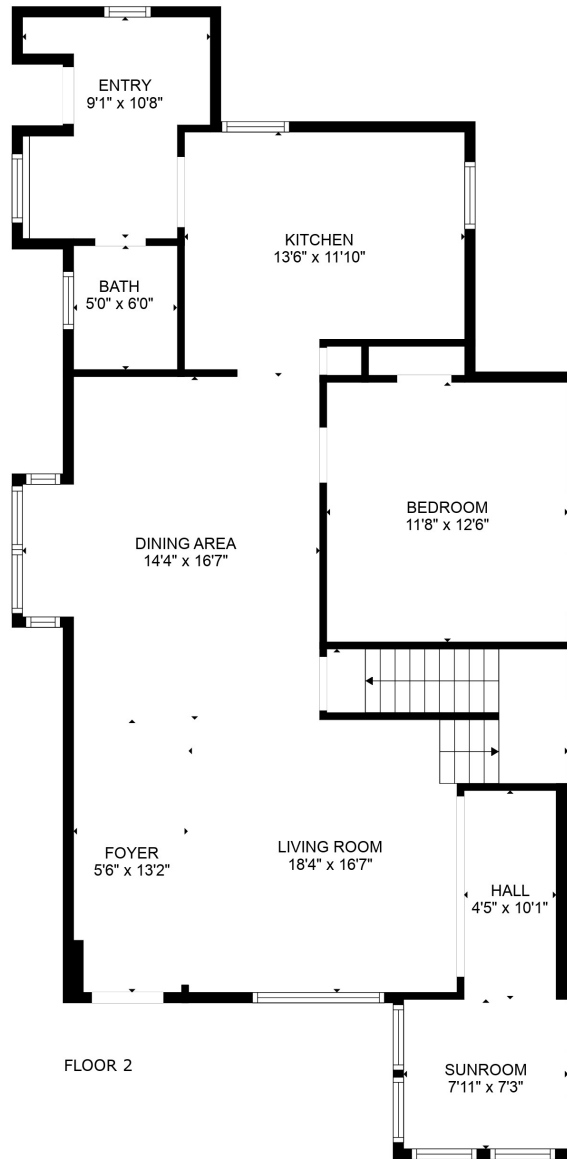 ENTRY
9'1" x 10'8"
KITCHEN
13'6" x 11'10"
BATH
5'0" x 6'0"
BEDROOM
11'8" x 12'6"
DINING AREA
14'4" x 16'7"
FOYER
5'6" x 13'2"
LIVING ROOM
18'4" x 16'7"
HALL
4'5" x 10'1"
FLOOR 2
SUNROOM
7'11" x 7'3"